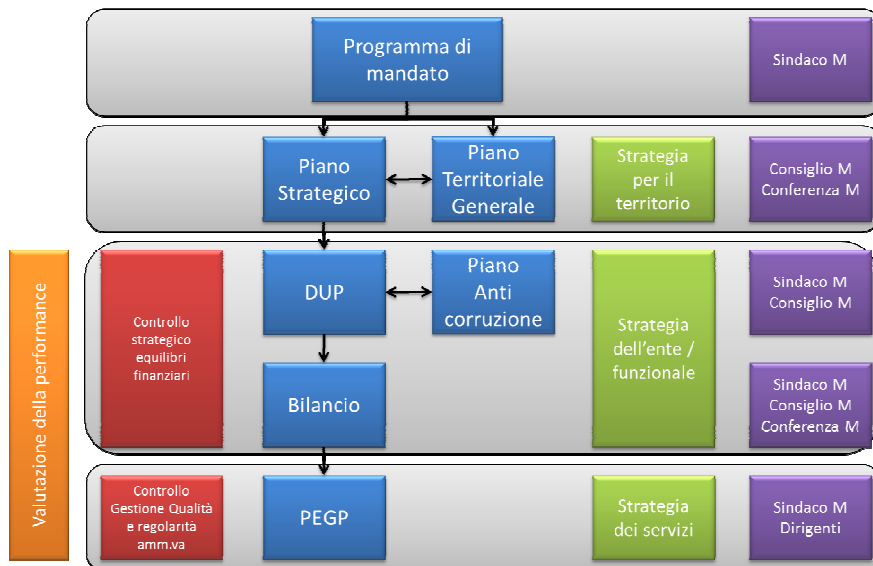 Programma di
mandato
Sindaco M
Piano
Strategico
Piano
Territoriale
Generale
Strategia
per il
territorio
Consiglio M
Conferenza M
Valutazione della performance
Controllo
strategico
equilibri
finanziari
DUP
Piano
Anti
corruzione
Strategia
dell'ente /
funzionale
Sindaco M
Consiglio M
Bilancio
Sindaco M
Consiglio M
Conferenza M
Controllo
Gestione Qualità
e regolarità
amm.va
PEGP
Strategia
dei servizi
Sindaco M
Dirigenti